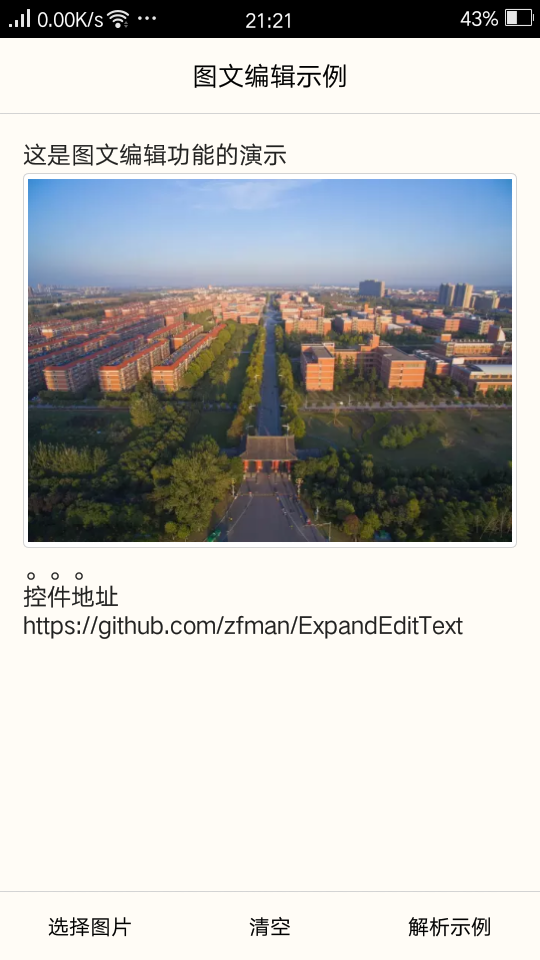 0.00K/s ··· 21:21 43%
图文编辑示例
这是图文编辑功能的演示
。。。
控件地址
https://github.com/zfman/ExpandEditText
选择图片 清空 解析示例